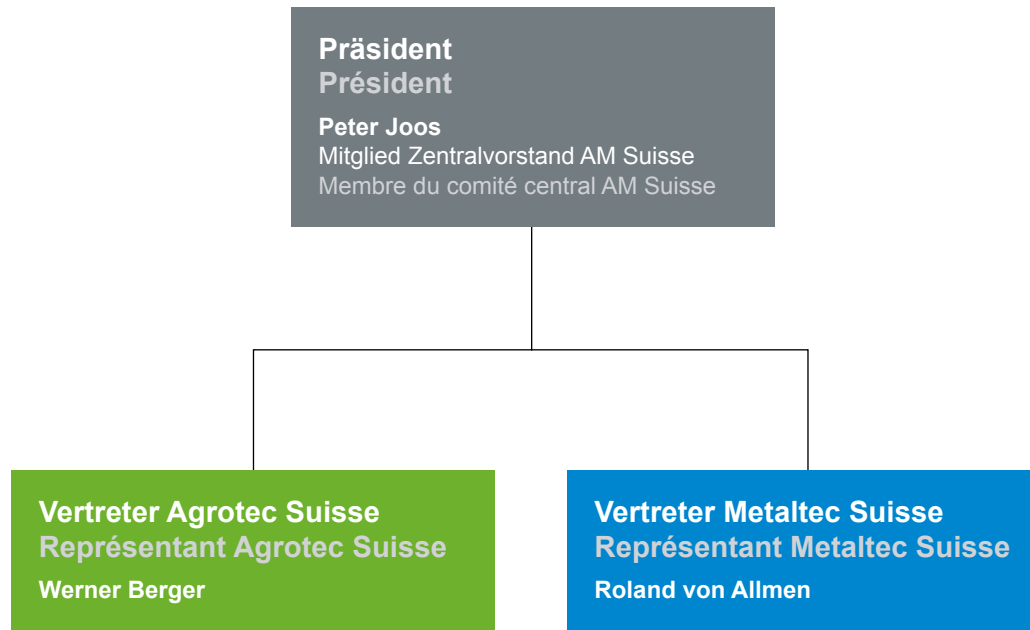 Präsident
Président
Peter Joos
Mitglied Zentralvorstand AM Suisse
Membre du comité central AM Suisse
Vertreter Agrotec Suisse
Représentant Agrotec Suisse
Werner Berger
Vertreter Metaltec Suisse
Représentant Metaltec Suisse
Roland von Allmen